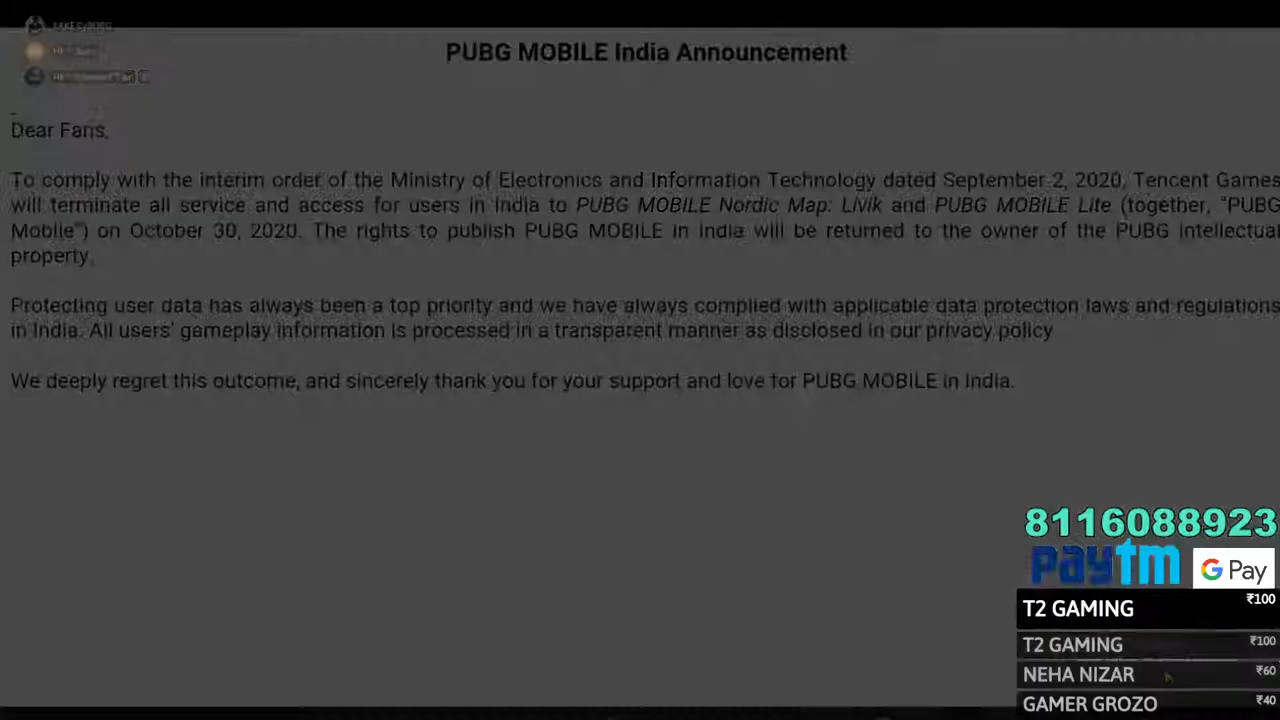 PUBG MOBILE India Announcement
Dear Fans,
To comply with the interim order of the Ministry of Electronics and Information Technology dated September 2, 2020, Tencent Games
will terminate all service and access for users in India to PUBG MOBILE Nordic Map: Livik and PUBG MOBILE Lite (together, "PUBG
Mobile") on October 30, 2020. The rights to publish PUBG MOBILE in India will be returned to the owner of the PUBG intellectual
property.
Protecting user data has always been a top priority and we have always complied with applicable data protection laws and regulations
in India. All users' gameplay information is processed in a transparent manner as disclosed in our privacy policy
We deeply regret this outcome, and sincerely thank you for your support and love for PUBG MOBILE in India.
8116088923
paytm
G Pay
T2 GAMING ₹100
T2 GAMING ₹100
NEHA NIZAR ₹60
GAMER GROZO ₹40